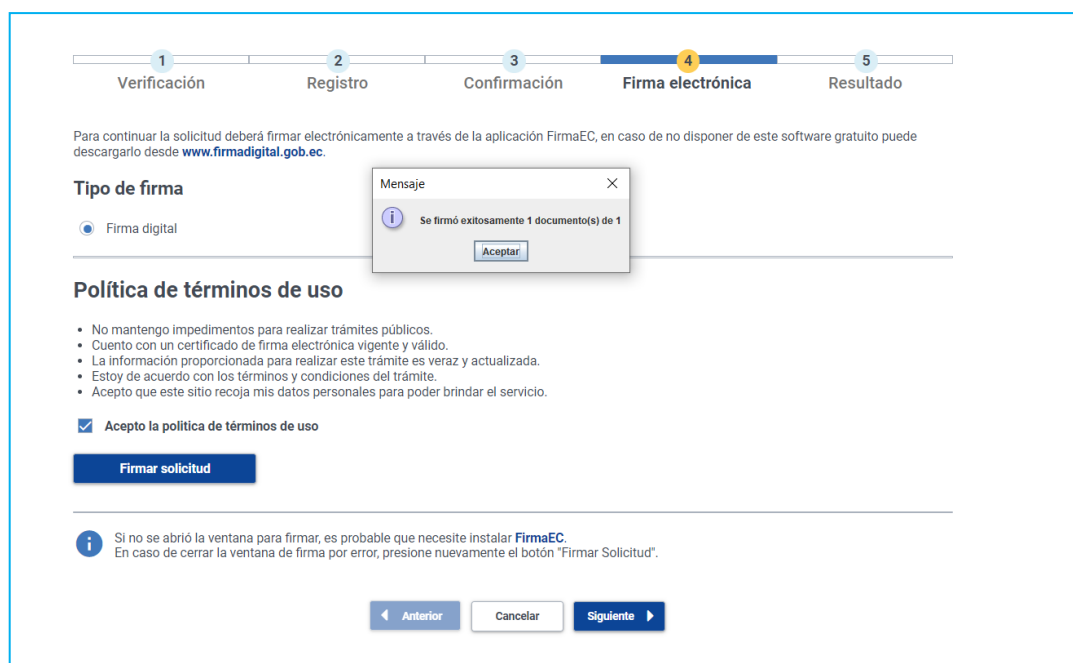 1 2 3 4 5
Verificación Registro Confirmación Firma electrónica Resultado
Para continuar la solicitud deberá firmar electrónicamente a través de la aplicación FirmaEC, en caso de no disponer de este software gratuito puede
descargarlo desde www.firmadigital.gob.ec.
Tipo de firma
Firma digital
Mensaje
i
Se firmó exitosamente 1 documento(s) de 1
Aceptar
Política de términos de uso
• No mantengo impedimentos para realizar trámites públicos.
• Cuento con un certificado de firma electrónica vigente y válido.
• La información proporcionada para realizar este trámite es veraz y actualizada.
• Estoy de acuerdo con los términos y condiciones del trámite.
• Acepto que este sitio recoja mis datos personales para poder brindar el servicio.
Acepto la politica de términos de uso
Firmar solicitud
i
Si no se abrió la ventana para firmar, es probable que necesite instalar FirmaEC.
En caso de cerrar la ventana de firma por error, presione nuevamente el botón "Firmar Solicitud".
Anterior Cancelar Siguiente